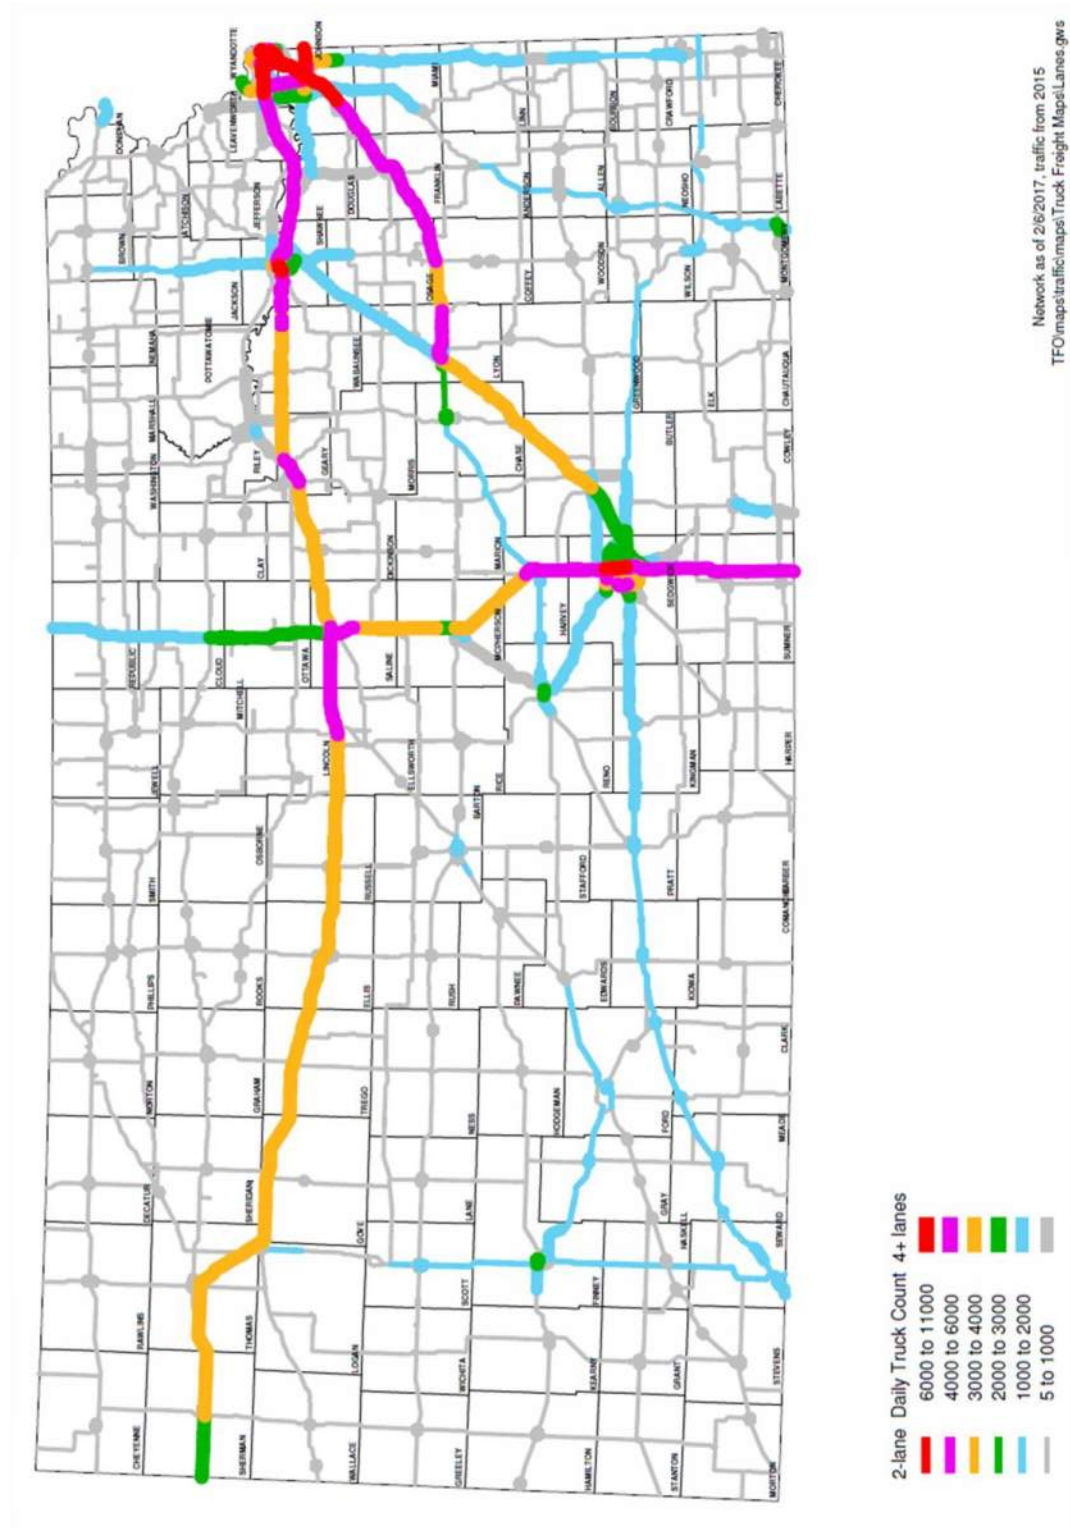 CHEYENNE
RAWLINS
DECATUR
NORTON
PHILLIPS
SMITH
JEWELL
REPUBLIC
WASHINGTON
MARSHALL
NEMAHA
BROWN
DONIPHAN
SHERMAN
THOMAS
SHERIDAN
GRAHAM
ROOKS
OSBORNE
MITCHELL
CLOUD
CLAY
RILEY
POTTAWATOMIE
JACKSON
ATCHISON
JEFFERSON
LEAVENWORTH
WYANDOTTE
WALLACE
LOGAN
GOVE
TREGO
ELLIS
RUSSELL
LINCOLN
OTTAWA
SALINE
DICKINSON
GEARY
MORRIS
WABAUNSEE
SHAWNEE
DOUGLAS
JOHNSON
GREELEY
WICHITA
SCOTT
LANE
NESS
RUSH
BARTON
ELLSWORTH
RICE
MCPHERSON
MARION
CHASE
LYON
OSAGE
FRANKLIN
MIAMI
HAMILTON
KEARNY
FINNEY
HODGEMAN
PAWNEE
EDWARDS
STAFFORD
RENO
HARVEY
BUTLER
GREENWOOD
WOODSON
COFFEY
ALLEN
ANDERSON
LINN
BOURBON
STANTON
GRANT
HASKELL
GRAY
FORD
KIOWA
PRATT
KINGMAN
SEDGWICK
ELK
WILSON
NEOSHO
CRAWFORD
MORTON
STEVENS
SEWARD
MEADE
CLARK
COMANCHE
BARBER
HARPER
SUMNER
COWLEY
CHAUTAUQUA
MONTGOMERY
LABETTE
CHEROKEE
2-lane Daily Truck Count 4+ lanes
6000 to 11000
4000 to 6000
3000 to 4000
2000 to 3000
1000 to 2000
5 to 1000
Network as of 2/6/2017, traffic from 2015
TFO\maps\traffic\maps\Truck Freight Maps\Lanes.gws